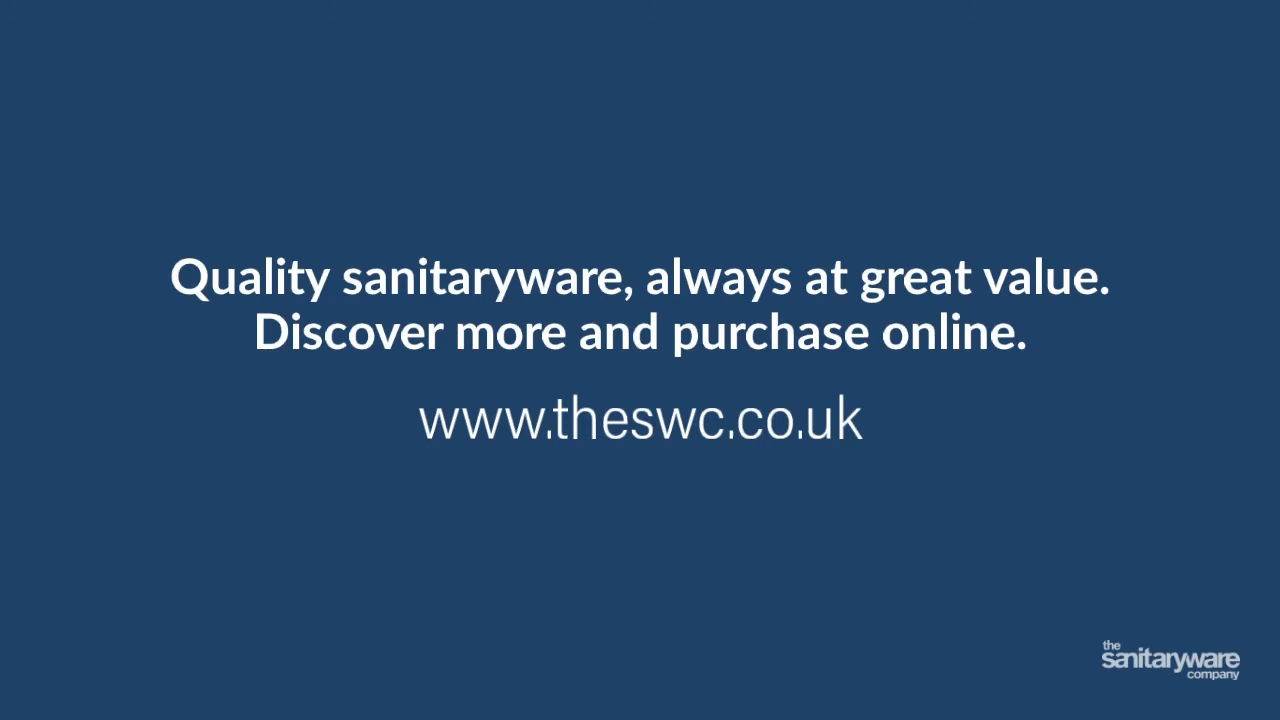 Quality sanitaryware, always at great value.
Discover more and purchase online.
www.theswc.co.uk
the
sanitaryware
company